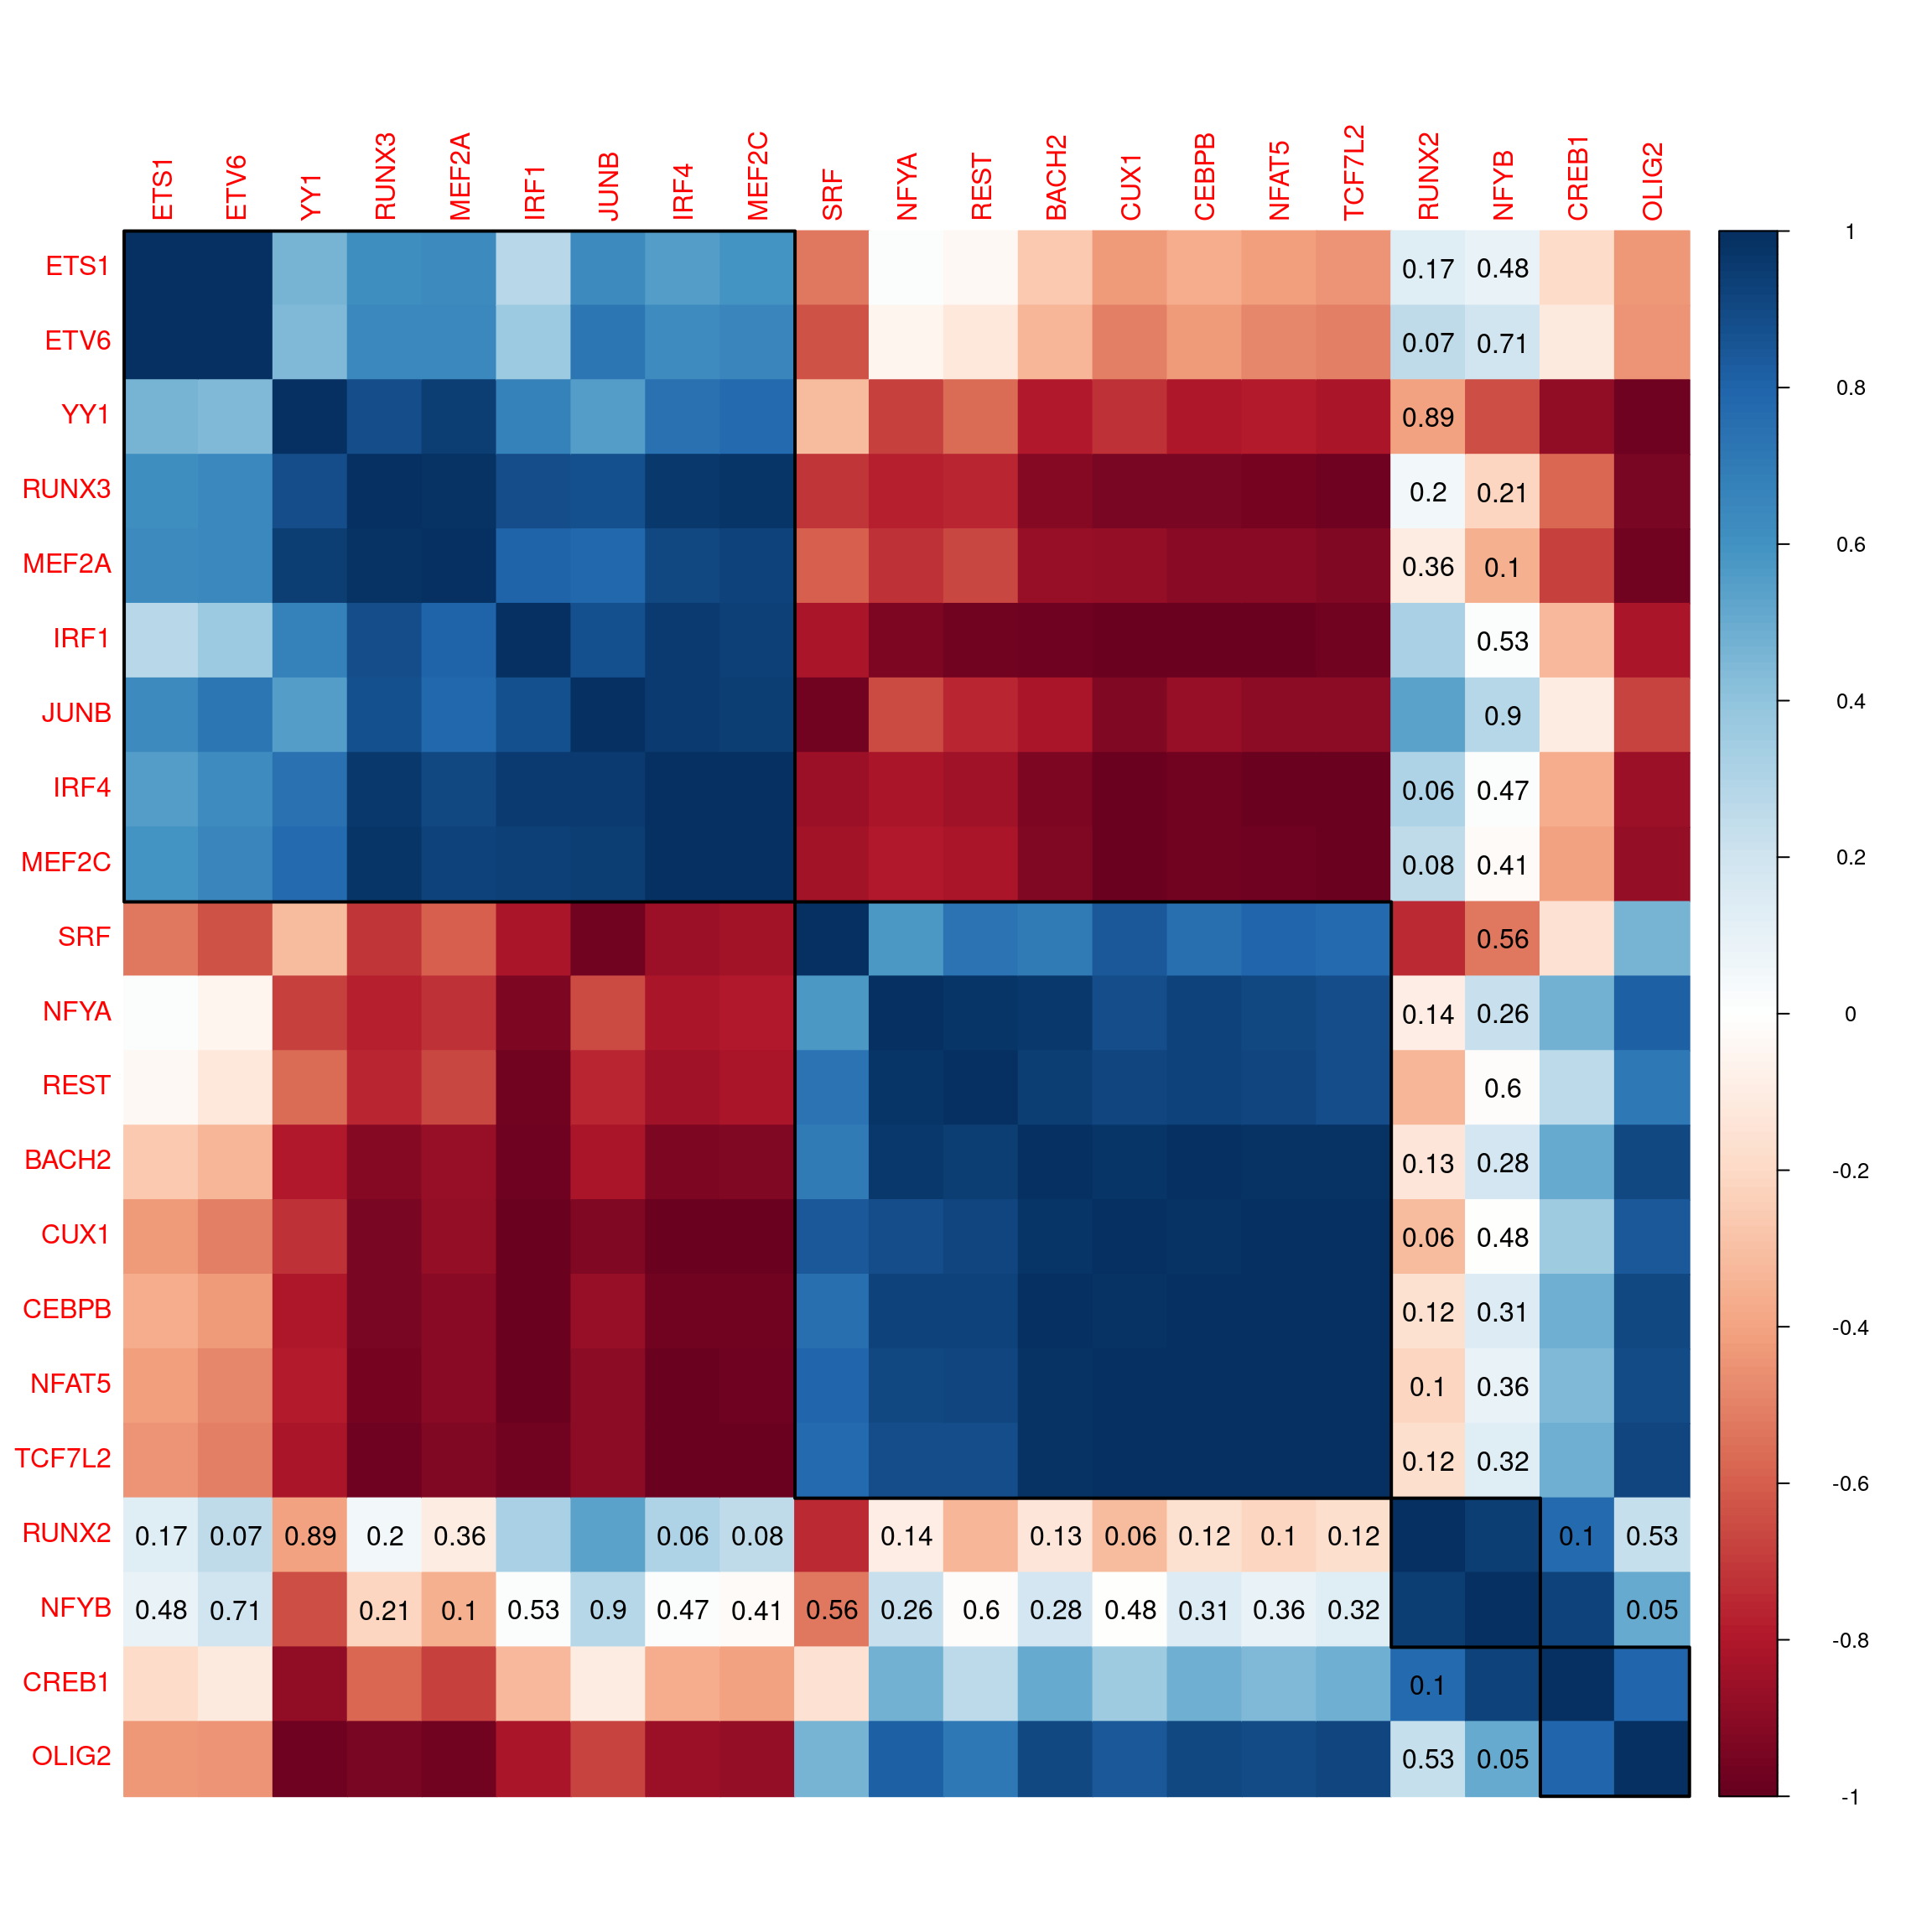 ETS1 ETV6 YY1 RUNX3 MEF2A IRF1 JUNB IRF4 MEF2C SRF NFYA REST BACH2 CUX1 CEBPB NFAT5 TCF7L2 RUNX2 NFYB CREB1 OLIG2
ETS1 0.17 0.48
ETV6 0.07 0.71
YY1 0.89
RUNX3 0.2 0.21
MEF2A 0.36 0.1
IRF1 0.53
JUNB 0.9
IRF4 0.06 0.47
MEF2C 0.08 0.41
SRF 0.56
NFYA 0.14 0.26
REST 0.6
BACH2 0.13 0.28
CUX1 0.06 0.48
CEBPB 0.12 0.31
NFAT5 0.1 0.36
TCF7L2 0.12 0.32
RUNX2 0.17 0.07 0.89 0.2 0.36 0.06 0.08 0.14 0.13 0.06 0.12 0.1 0.12 0.1 0.53
NFYB 0.48 0.71 0.21 0.1 0.53 0.9 0.47 0.41 0.56 0.26 0.6 0.28 0.48 0.31 0.36 0.32 0.05
CREB1 0.1
OLIG2 0.53 0.05
1
0.8
0.6
0.4
0.2
0
-0.2
-0.4
-0.6
-0.8
-1